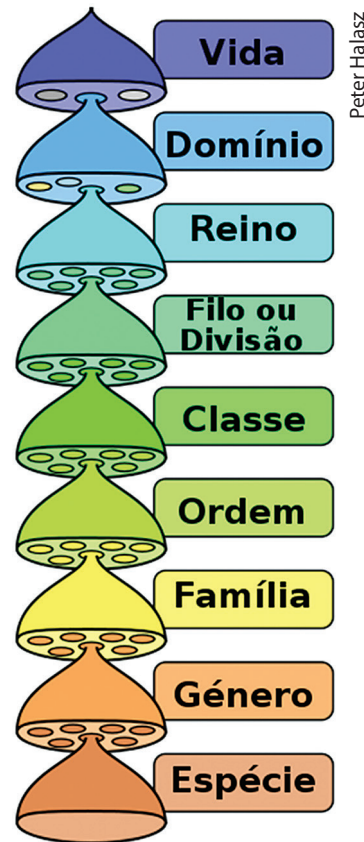 Peter Halasz
Vida
Domínio
Reino
Filo ou
Divisão
Classe
Ordem
Família
Género
Espécie